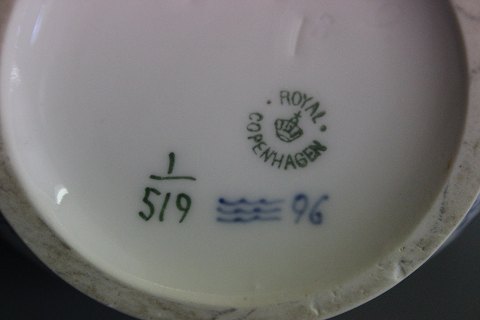 ROYAL
COPENHAGEN
1
519 96